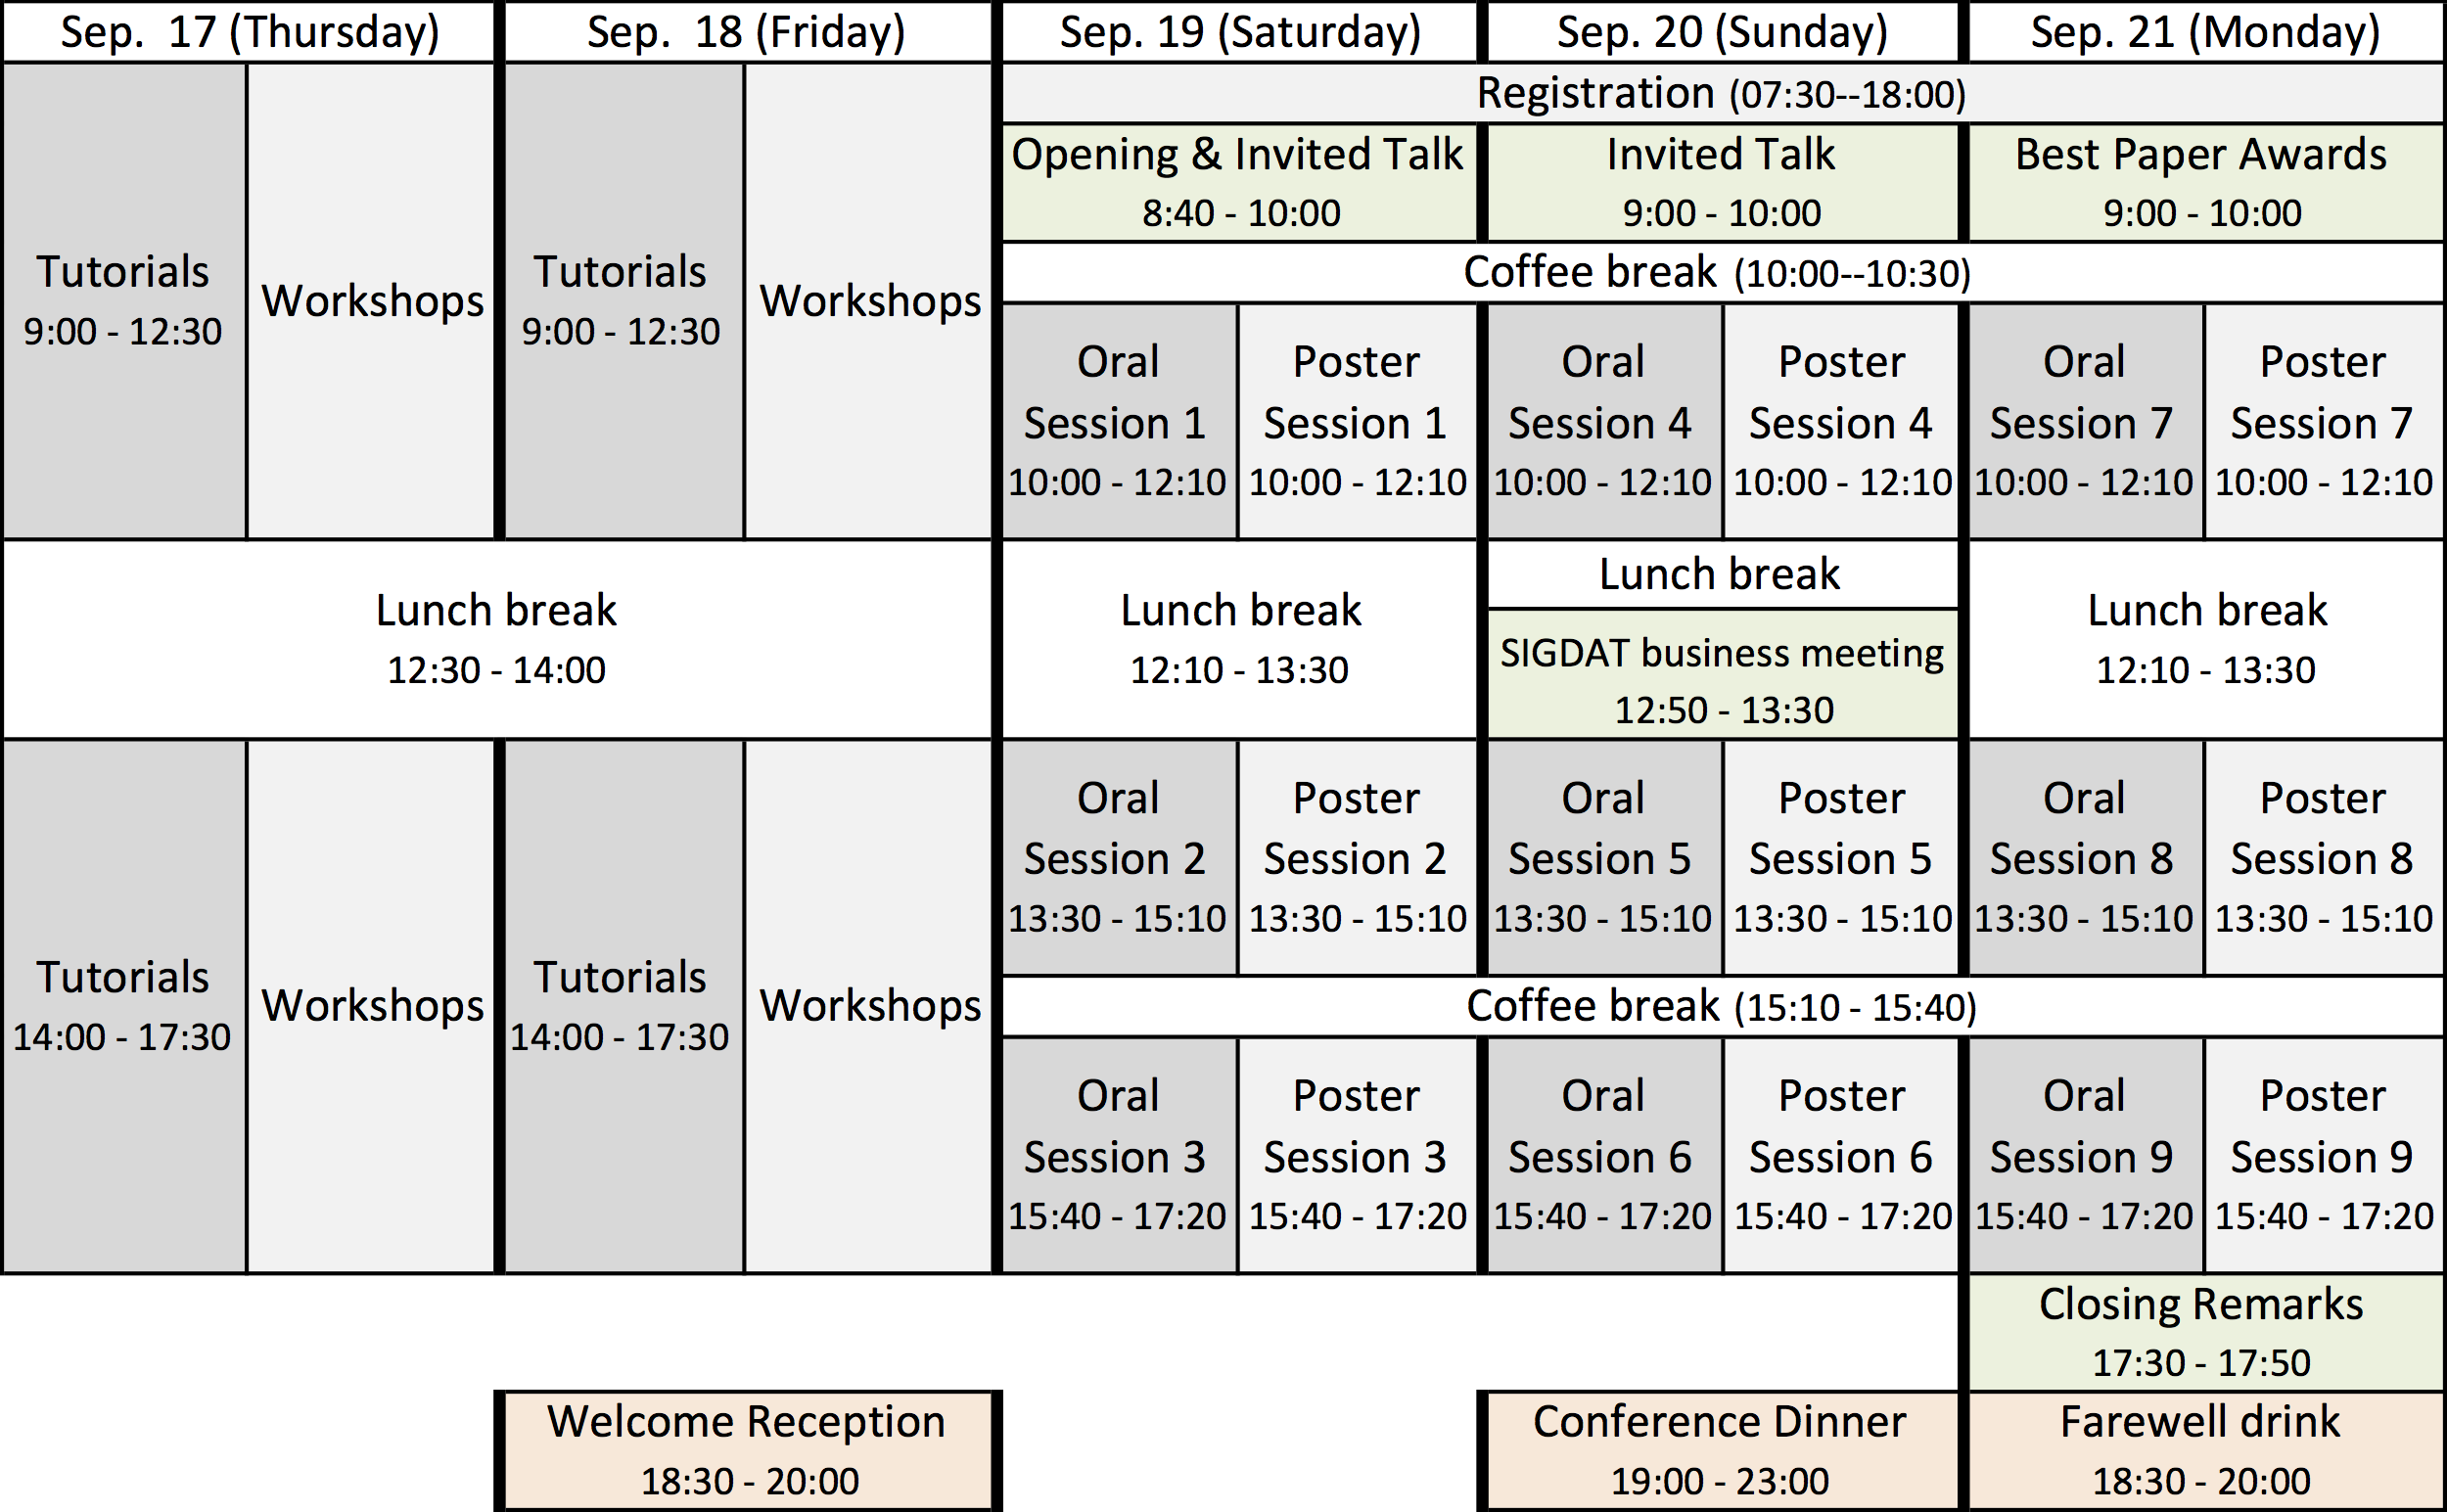 Sep. 17 (Thursday)
Sep. 18 (Friday)
Sep. 19 (Saturday)
Sep. 20 (Sunday)
Sep. 21 (Monday)
Registration (07:30--18:00)
Opening & Invited Talk
8:40 - 10:00
Invited Talk
9:00 - 10:00
Best Paper Awards
9:00 - 10:00
Tutorials
9:00 - 12:30
Workshops
Tutorials
9:00 - 12:30
Workshops
Coffee break (10:00--10:30)
Oral
Session 1
10:00 - 12:10
Poster
Session 1
10:00 - 12:10
Oral
Session 4
10:00 - 12:10
Poster
Session 4
10:00 - 12:10
Oral
Session 7
10:00 - 12:10
Poster
Session 7
10:00 - 12:10
Lunch break
12:30 - 14:00
Lunch break
12:10 - 13:30
Lunch break
SIGDAT business meeting
12:50 - 13:30
Lunch break
12:10 - 13:30
Tutorials
14:00 - 17:30
Workshops
Tutorials
14:00 - 17:30
Workshops
Oral
Session 2
13:30 - 15:10
Poster
Session 2
13:30 - 15:10
Oral
Session 5
13:30 - 15:10
Poster
Session 5
13:30 - 15:10
Oral
Session 8
13:30 - 15:10
Poster
Session 8
13:30 - 15:10
Coffee break (15:10 - 15:40)
Oral
Session 3
15:40 - 17:20
Poster
Session 3
15:40 - 17:20
Oral
Session 6
15:40 - 17:20
Poster
Session 6
15:40 - 17:20
Oral
Session 9
15:40 - 17:20
Poster
Session 9
15:40 - 17:20
Closing Remarks
17:30 - 17:50
Welcome Reception
18:30 - 20:00
Conference Dinner
19:00 - 23:00
Farewell drink
18:30 - 20:00